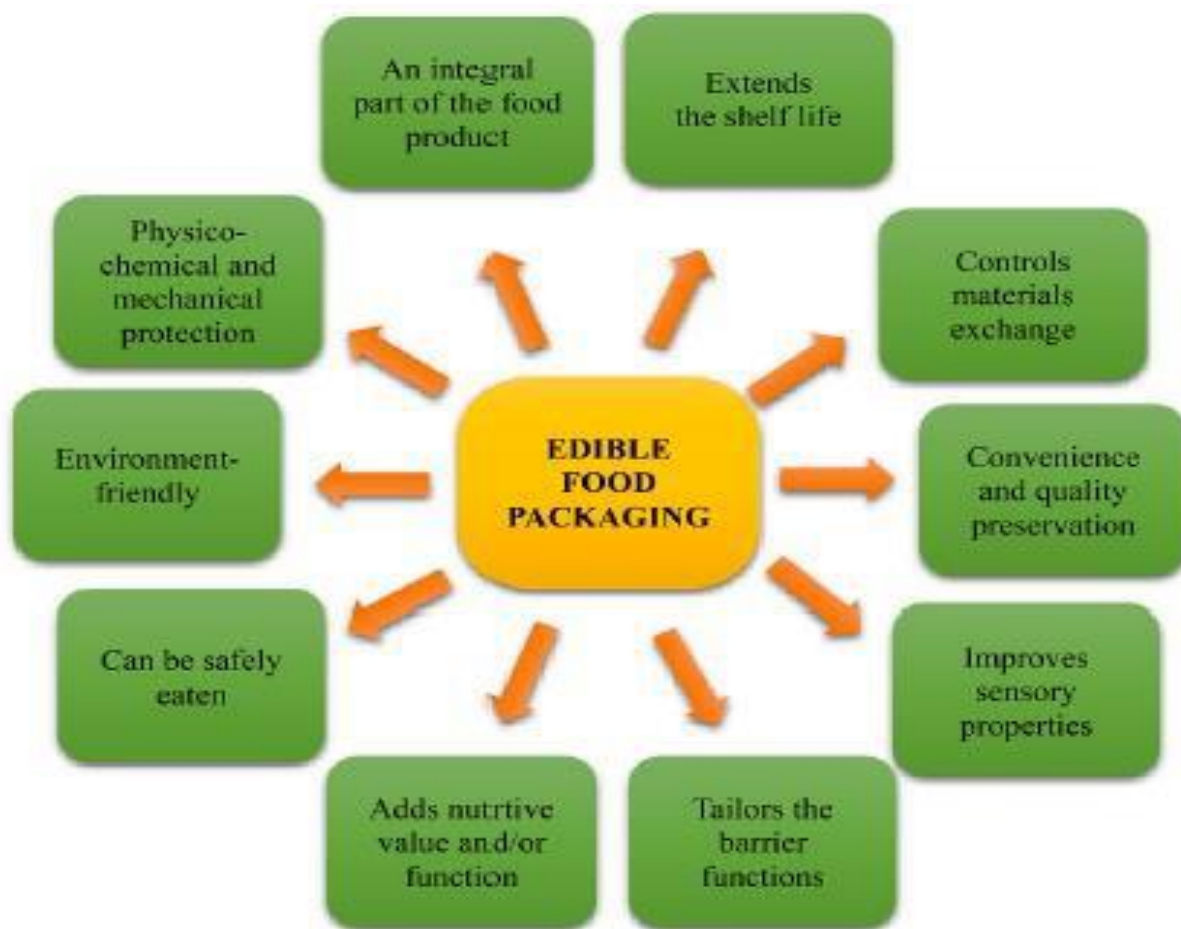 An integral
part of the food
product
Extends
the shelf life
Physico-
chemical and
mechanical
protection
Controls
materials
exchange
Environment-
friendly
EDIBLE
FOOD
PACKAGING
Convenience
and quality
preservation
Can be safely
eaten
Improves
sensory
properties
Adds nutrtive
value and/or
function
Tailors the
barrier
functions